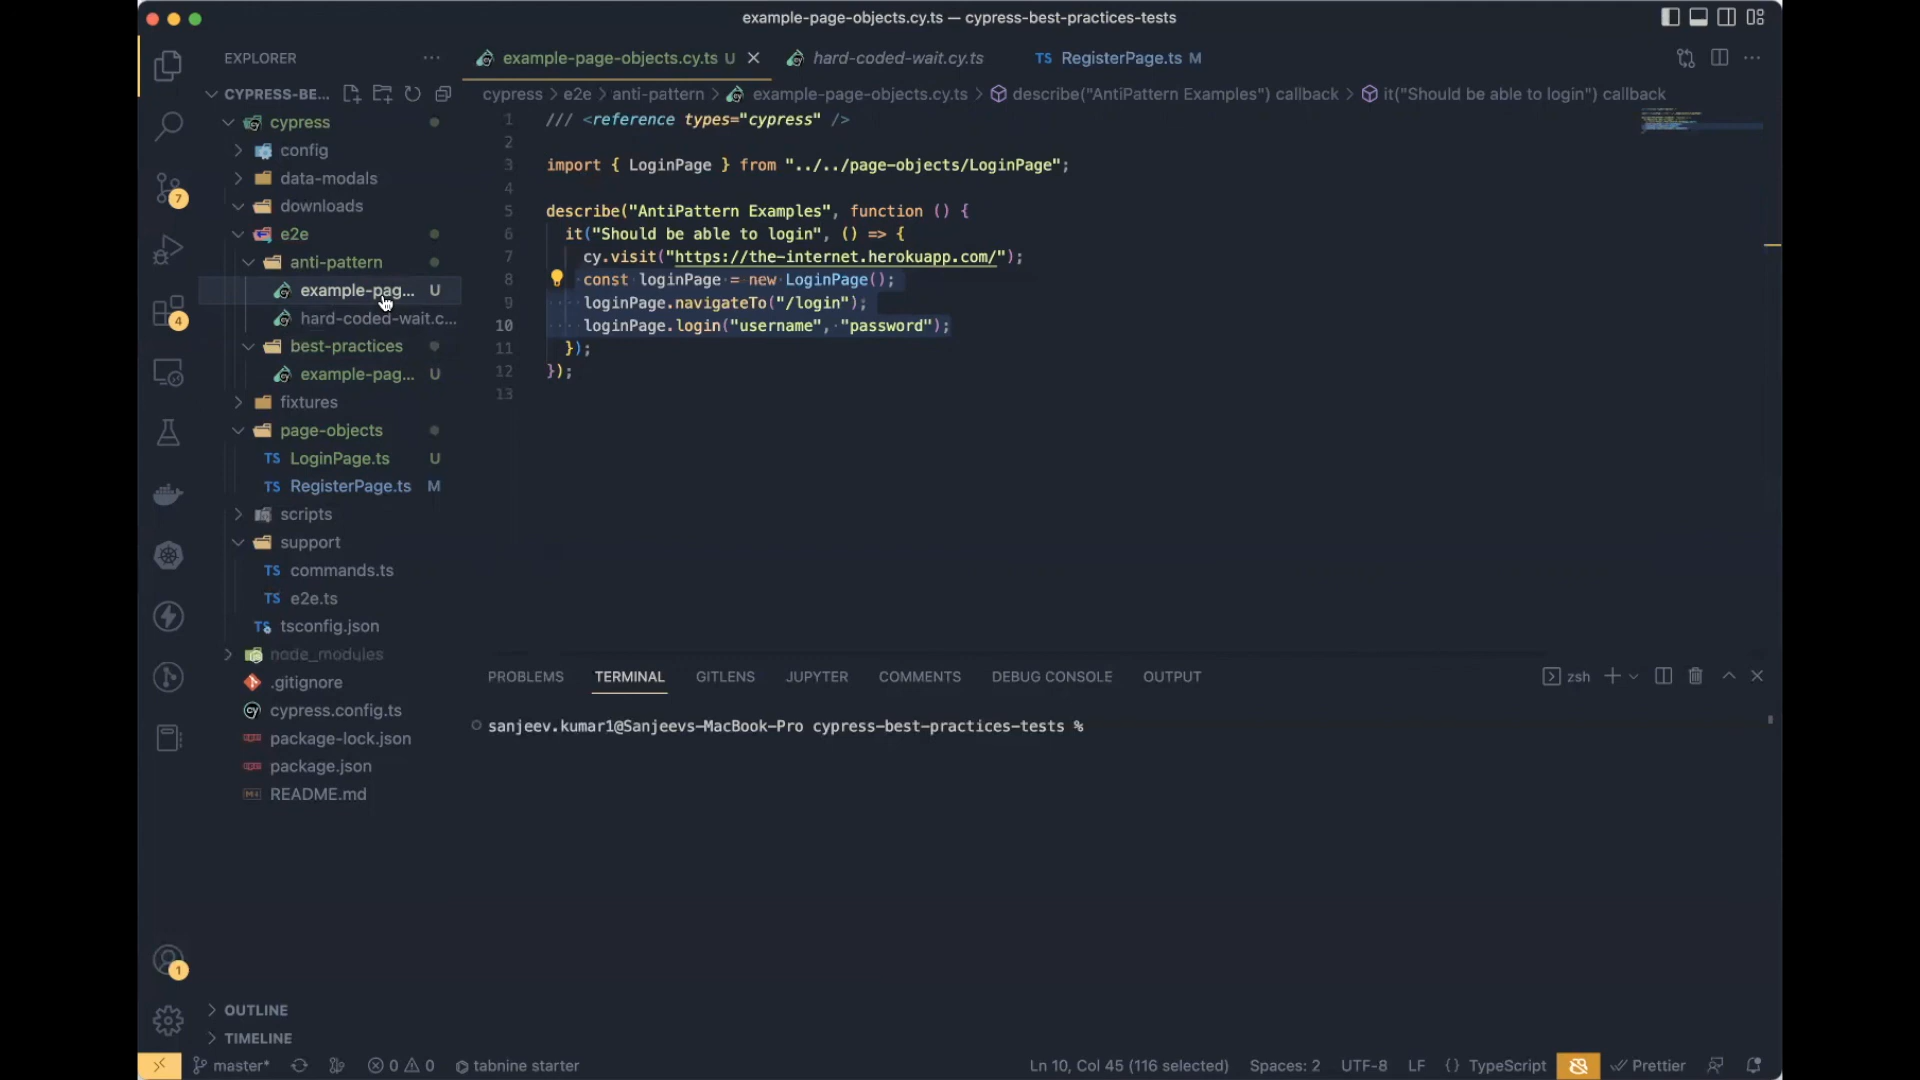 example-page-objects.cy.ts — cypress-best-practices-tests
EXPLORER
example-page-objects.cy.ts U
hard-coded-wait.cy.ts
TS RegisterPage.ts M
CYPRESS-BE...
cypress > e2e > anti-pattern > example-page-objects.cy.ts > describe("AntiPattern Examples") callback > it("Should be able to login") callback
cypress
config
data-modals
downloads
e2e
anti-pattern
example-pag... U
hard-coded-wait.c...
best-practices
example-pag... U
fixtures
page-objects
TS LoginPage.ts U
TS RegisterPage.ts M
scripts
support
TS commands.ts
TS e2e.ts
TS tsconfig.json
node_modules
.gitignore
cypress.config.ts
package-lock.json
package.json
README.md
OUTLINE
TIMELINE
7
4
1
1 /// <reference types="cypress" />
2
3 import { LoginPage } from "../../page-objects/LoginPage";
4
5 describe("AntiPattern Examples", function () {
6 it("Should be able to login", () => {
7 cy.visit("https://the-internet.herokuapp.com/");
8 const loginPage = new LoginPage();
9 loginPage.navigateTo("/login");
10 loginPage.login("username", "password");
11 });
12 });
13
PROBLEMS TERMINAL GITLENS JUPYTER COMMENTS DEBUG CONSOLE OUTPUT
zsh
sanjeev.kumar1@Sanjeevs-MacBook-Pro cypress-best-practices-tests %
master* 0 0 tabnine starter Ln 10, Col 45 (116 selected) Spaces: 2 UTF-8 LF {} TypeScript Prettier